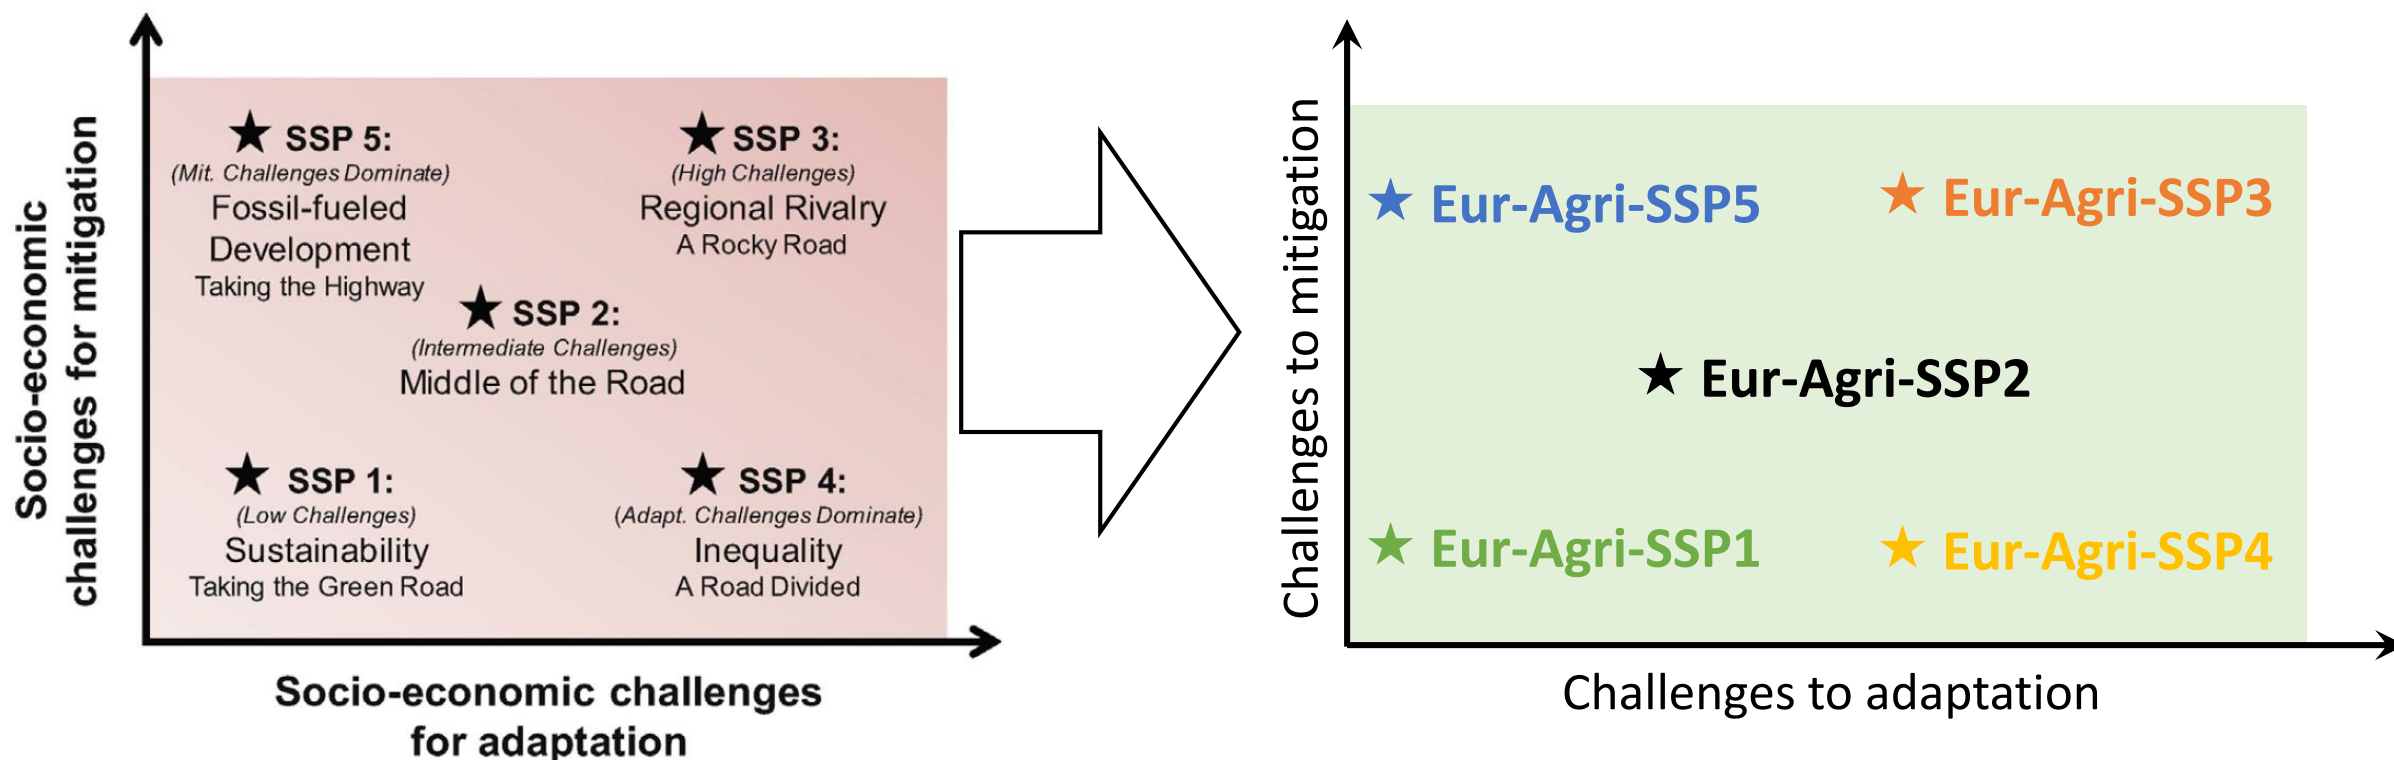 Socio-economic
challenges for mitigation
SSP 5:
(Mit. Challenges Dominate)
Fossil-fueled
Development
Taking the Highway
SSP 3:
(High Challenges)
Regional Rivalry
A Rocky Road
SSP 2:
(Intermediate Challenges)
Middle of the Road
SSP 1:
(Low Challenges)
Sustainability
Taking the Green Road
SSP 4:
(Adapt. Challenges Dominate)
Inequality
A Road Divided
Socio-economic challenges
for adaptation
Challenges to mitigation
Eur-Agri-SSP5
Eur-Agri-SSP3
Eur-Agri-SSP2
Eur-Agri-SSP1
Eur-Agri-SSP4
Challenges to adaptation